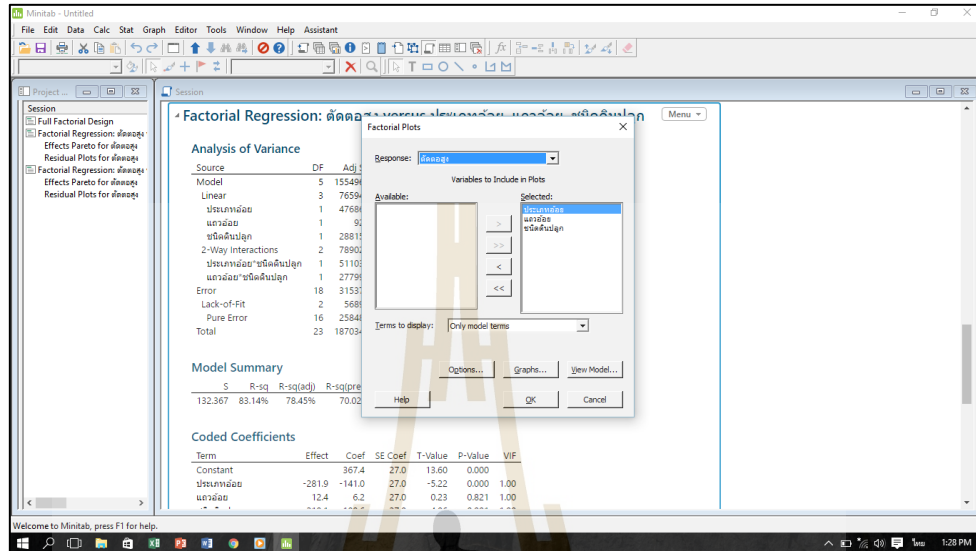 Minitab - Untitled
File Edit Data Calc Stat Graph Editor Tools Window Help Assistant
Project ...
Session
Session
Full Factorial Design
Factorial Regression: ตัดตอสูง
Effects Pareto for ตัดตอสูง
Residual Plots for ตัดตอสูง
Factorial Regression: ตัดตอสูง
Effects Pareto for ตัดตอสูง
Residual Plots for ตัดตอสูง
Factorial Regression: ตัดตอสูง versus ประเภทอ้อย, แถวอ้อย, ชนิดดินปลูก
Menu
Analysis of Variance
Source DF Adj S
Model 5 155496
Linear 3 76594
ประเภทอ้อย 1 47686
แถวอ้อย 1 92
ชนิดดินปลูก 1 28815
2-Way Interactions 2 78902
ประเภทอ้อย*ชนิดดินปลูก 1 51103
แถวอ้อย*ชนิดดินปลูก 1 27799
Error 18 31537
Lack-of-Fit 2 5689
Pure Error 16 25848
Total 23 187034
Model Summary
S R-sq R-sq(adj) R-sq(pre
132.367 83.14% 78.45% 70.02
Coded Coefficients
Term Effect Coef SE Coef T-Value P-Value VIF
Constant 367.4 27.0 13.60 0.000
ประเภทอ้อย -281.9 -141.0 27.0 -5.22 0.000 1.00
แถวอ้อย 12.4 6.2 27.0 0.23 0.821 1.00
Factorial Plots
Response: ตัดตอสูง
Variables to Include in Plots
Available: Selected:
ประเภทอ้อย
แถวอ้อย
ชนิดดินปลูก
>
>>
<
<<
Terms to display: Only model terms
Options... Graphs... View Model...
Help OK Cancel
Welcome to Minitab, press F1 for help.
ไทย 1:28 PM